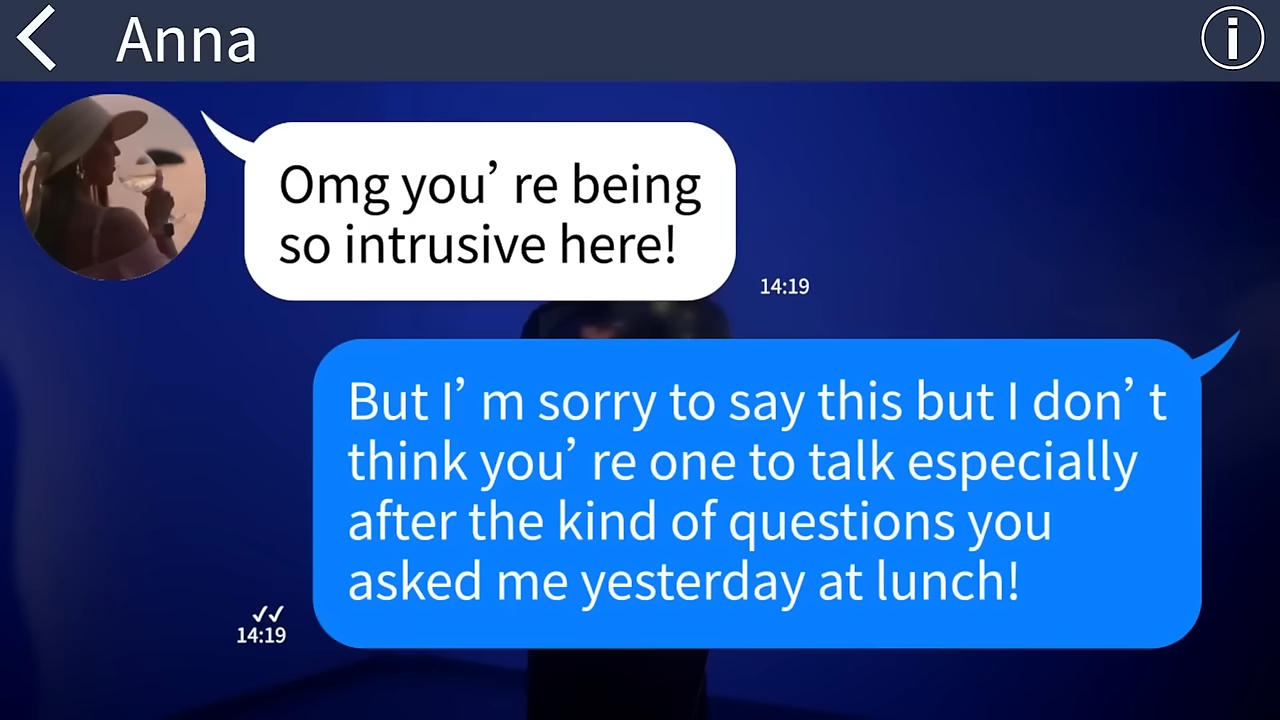 Anna
Omg you’ re being
so intrusive here!
14:19
But I’ m sorry to say this but I don’ t
think you’ re one to talk especially
after the kind of questions you
asked me yesterday at lunch!
14:19